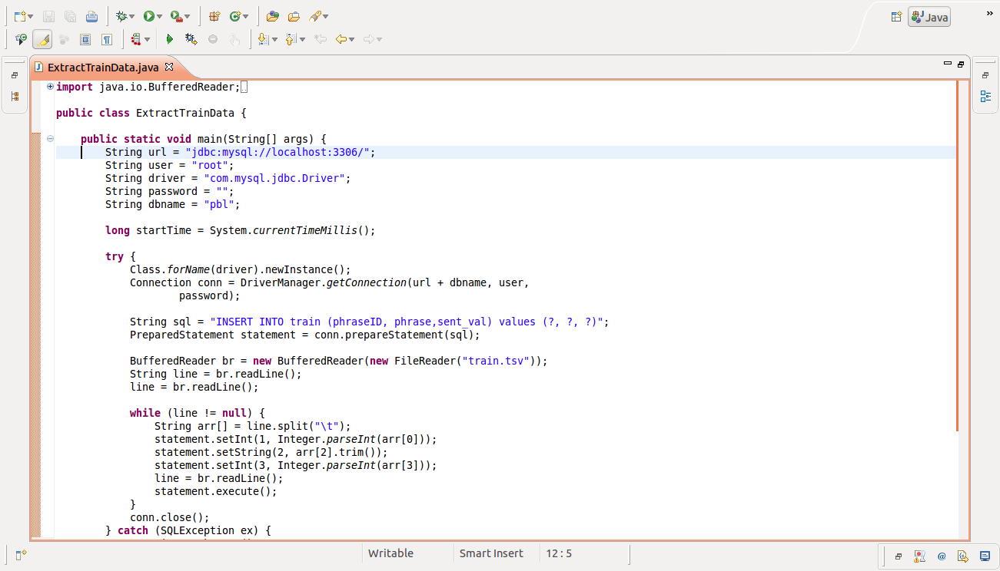 Java
ExtractTrainData.java
import java.io.BufferedReader;
public class ExtractTrainData {
public static void main(String[] args) {
String url = "jdbc:mysql://localhost:3306/";
String user = "root";
String driver = "com.mysql.jdbc.Driver";
String password = "";
String dbname = "pbl";
long startTime = System.currentTimeMillis();
try {
Class.forName(driver).newInstance();
Connection conn = DriverManager.getConnection(url + dbname, user,
password);
String sql = "INSERT INTO train (phraseID, phrase,sent_val) values (?, ?, ?)";
PreparedStatement statement = conn.prepareStatement(sql);
BufferedReader br = new BufferedReader(new FileReader("train.tsv"));
String line = br.readLine();
line = br.readLine();
while (line != null) {
String arr[] = line.split("\t");
statement.setInt(1, Integer.parseInt(arr[0]));
statement.setString(2, arr[2].trim());
statement.setInt(3, Integer.parseInt(arr[3]));
line = br.readLine();
statement.execute();
}
conn.close();
} catch (SQLException ex) {
Writable Smart Insert 12 : 5